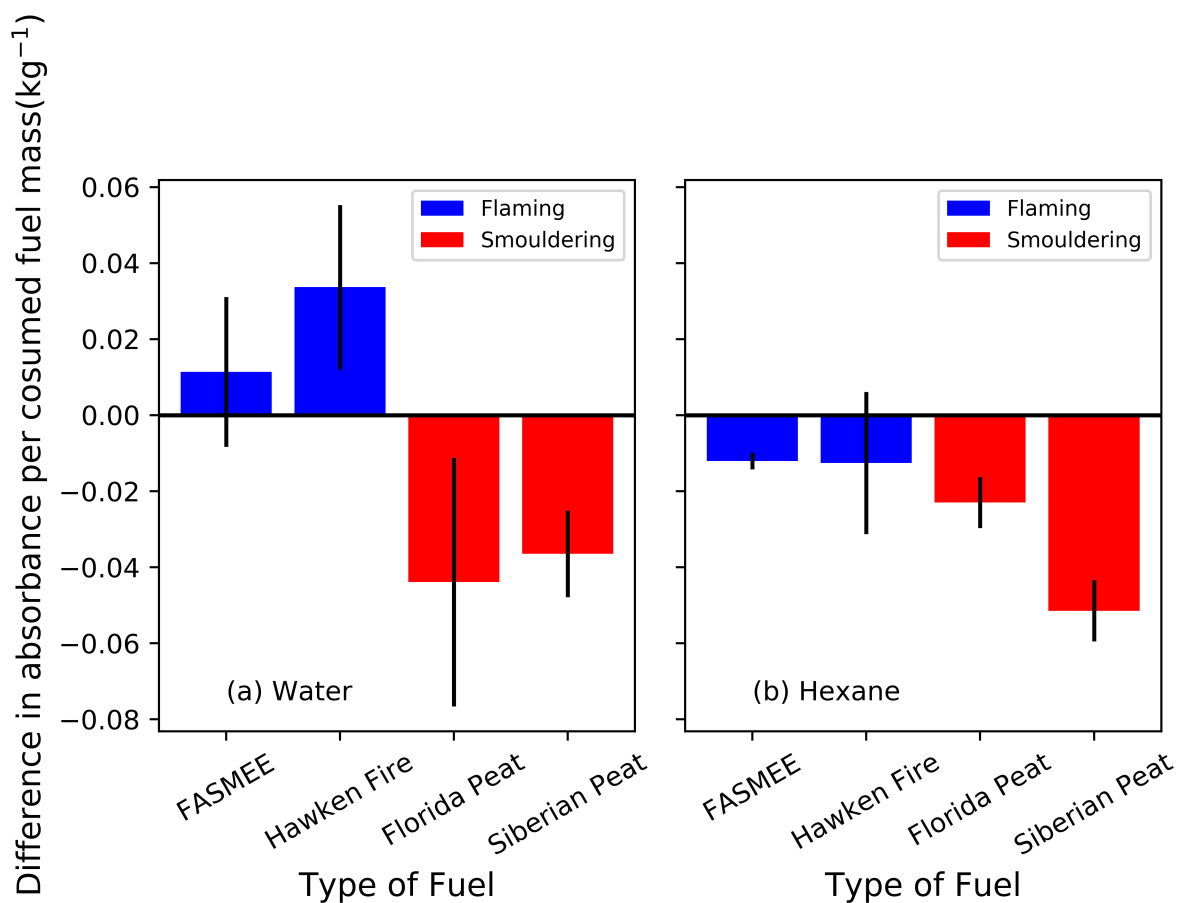 Difference in absorbance per cosumed fuel mass(kg⁻¹)
0.06
0.04
0.02
0.00
−0.02
−0.04
−0.06
−0.08
Flaming
Smouldering
(a) Water
FASMEE
Hawken Fire
Florida Peat
Siberian Peat
Type of Fuel
Flaming
Smouldering
(b) Hexane
FASMEE
Hawken Fire
Florida Peat
Siberian Peat
Type of Fuel